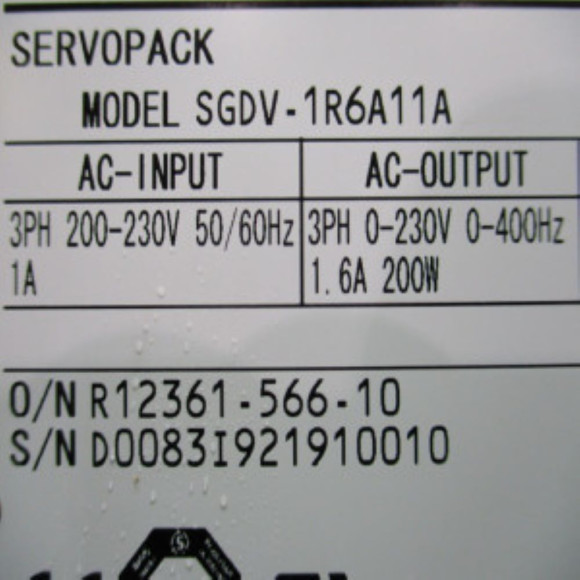 SERVOPACK
MODEL SGDV-1R6A11A
AC-INPUT AC-OUTPUT
3PH 200-230V 50/60Hz 3PH 0-230V 0-400Hz
1A 1.6A 200W
O/N R12361-566-10
S/N D0083I921910010